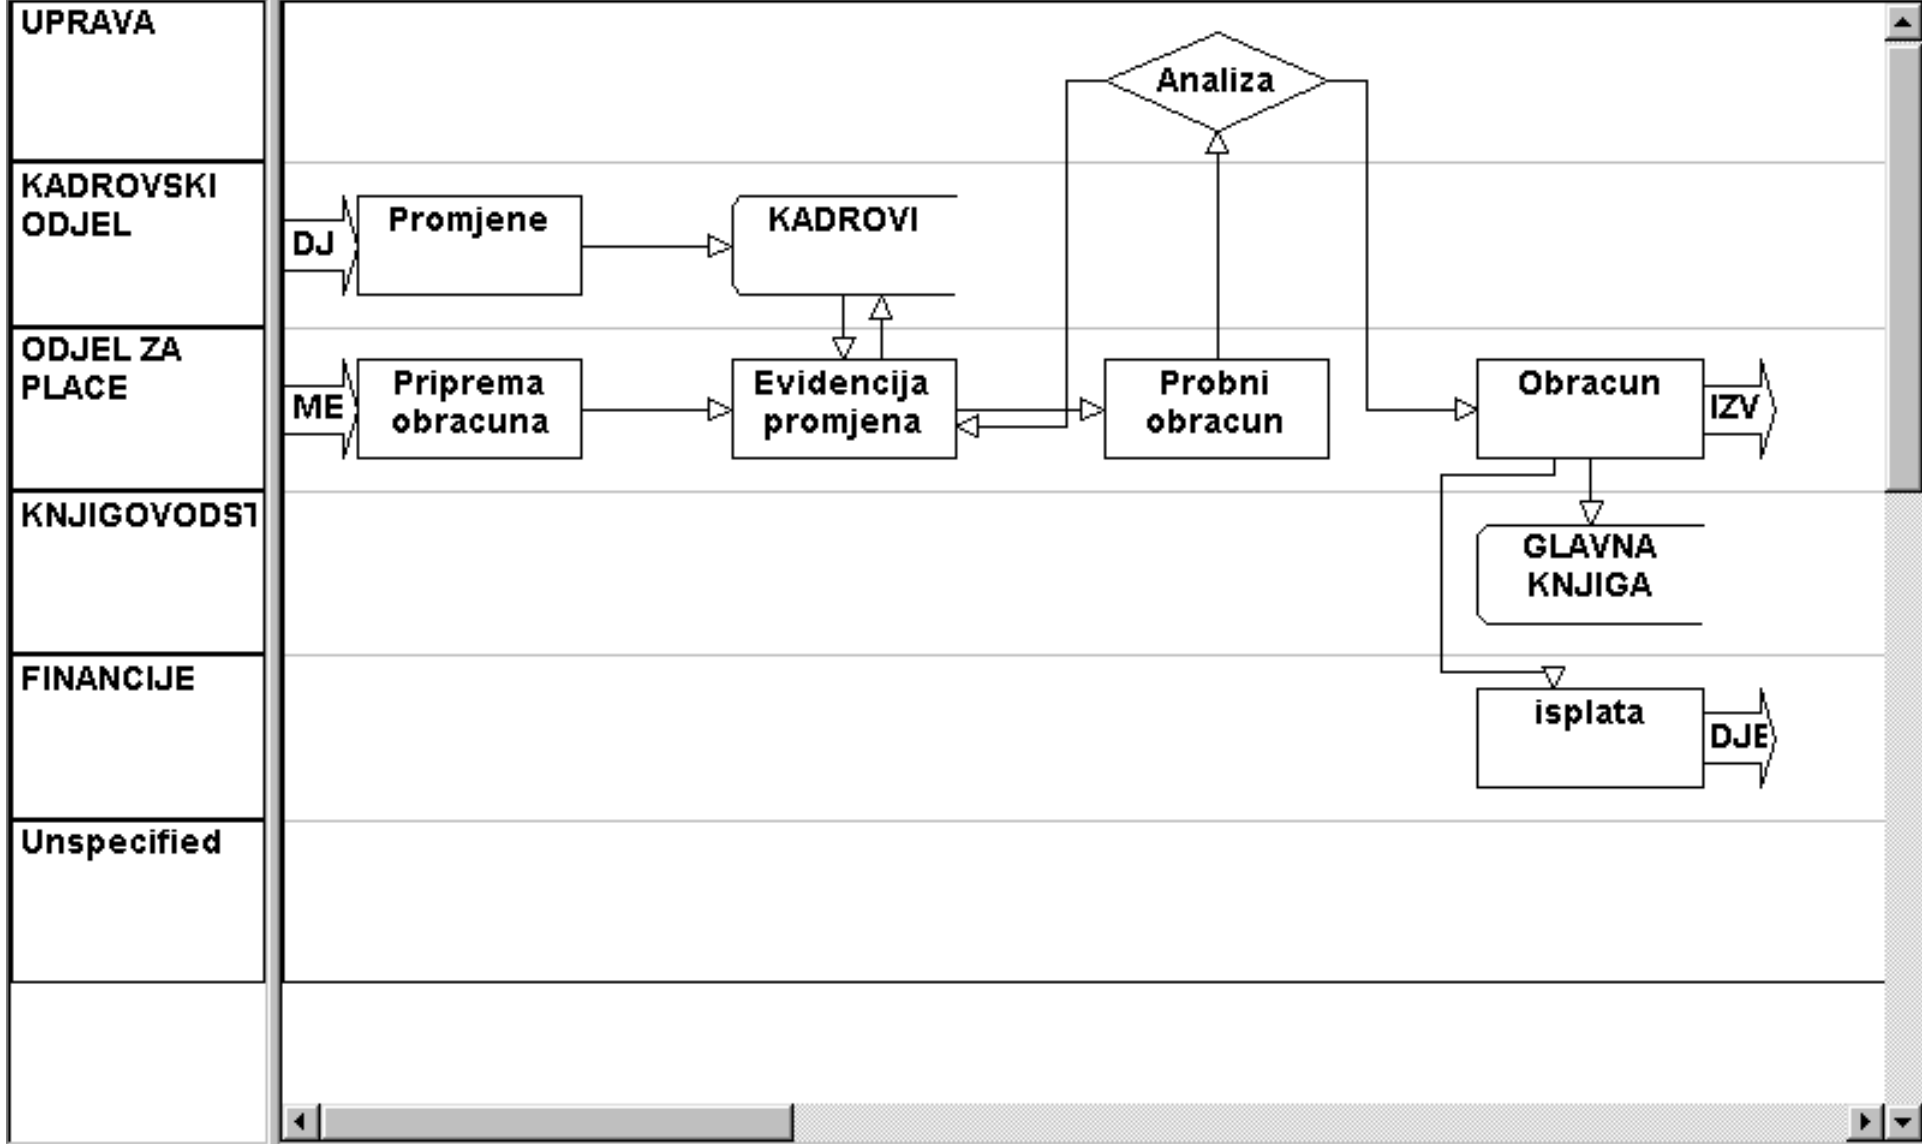 UPRAVA
Analiza
KADROVSKI
ODJEL
DJ
Promjene
KADROVI
ODJEL ZA
PLACE
ME
Priprema
obracuna
Evidencija
promjena
Probni
obracun
Obracun
IZV
KNJIGOVODST
GLAVNA
KNJIGA
FINANCIJE
isplata
DJE
Unspecified